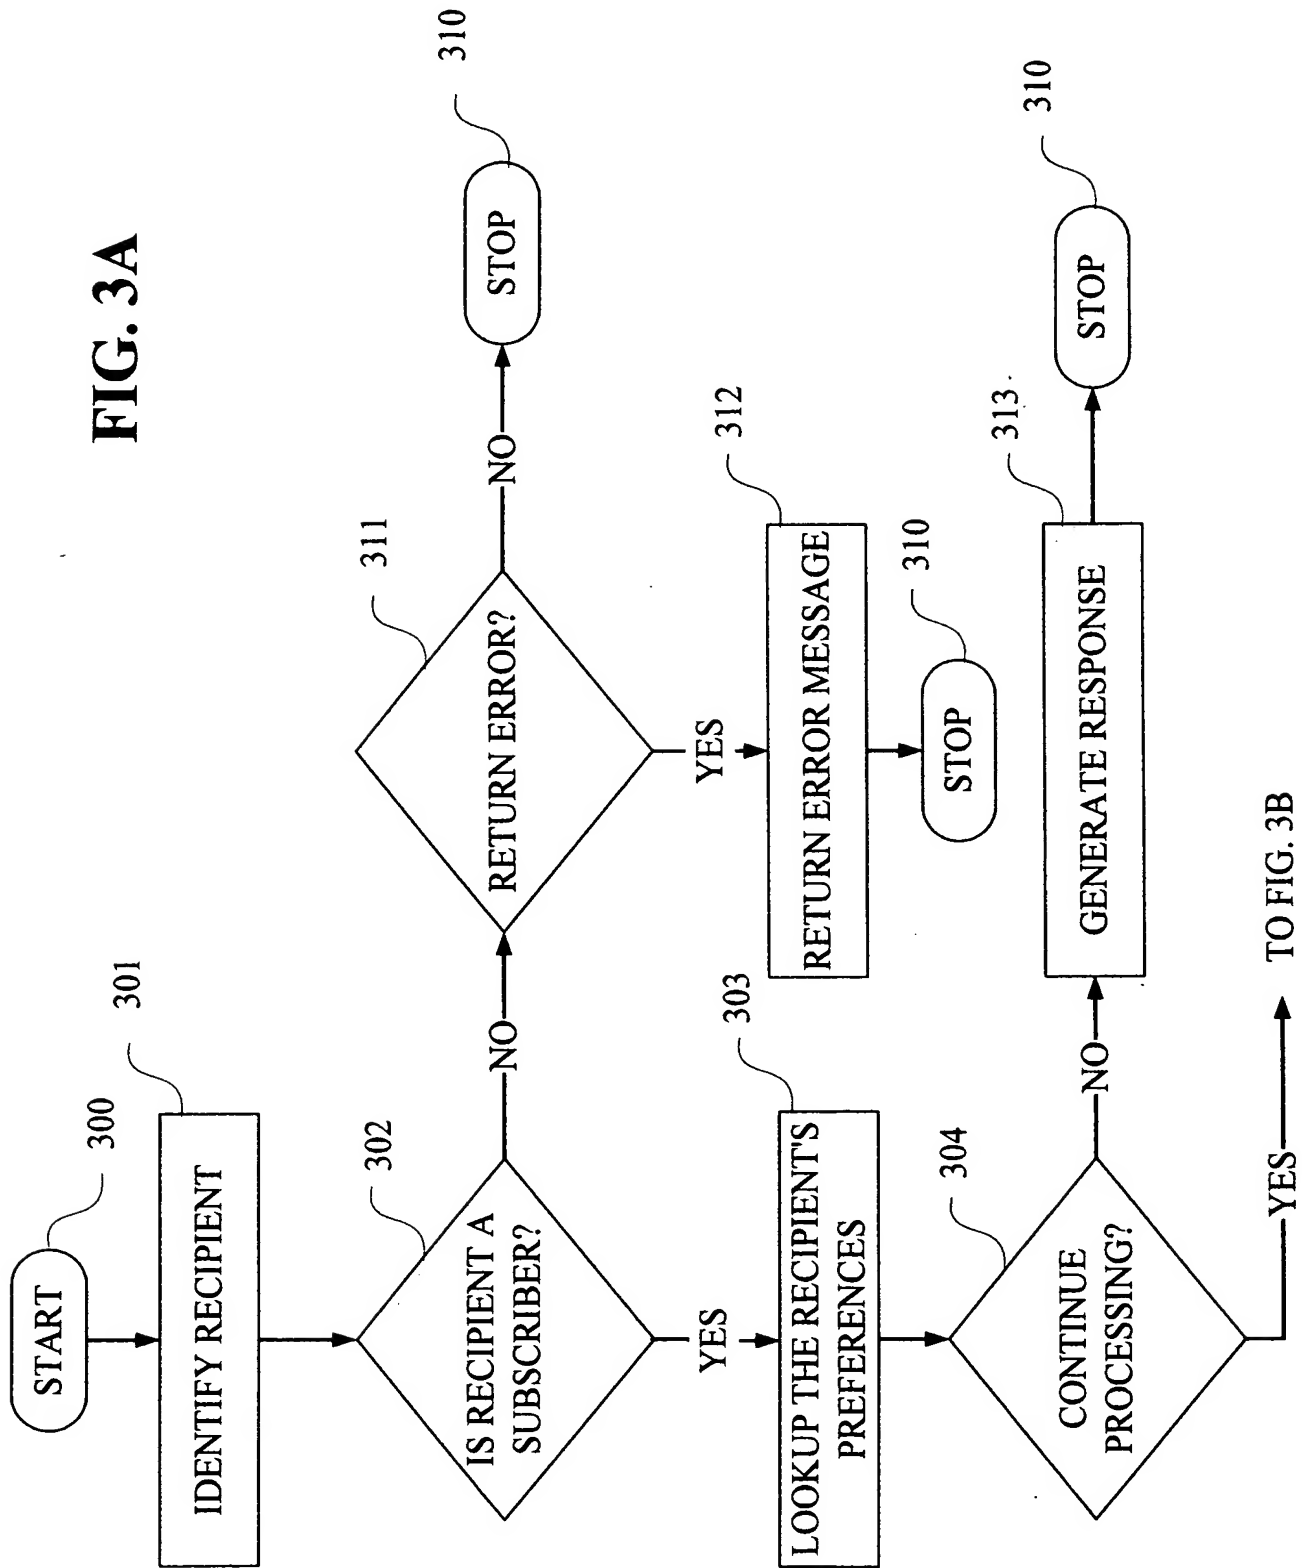 FIG. 3A
START
300
IDENTIFY RECIPIENT
301
IS RECIPIENT A
SUBSCRIBER?
302
NO
RETURN ERROR?
311
NO
STOP
310
YES
LOOKUP THE RECIPIENT'S
PREFERENCES
303
YES
RETURN ERROR MESSAGE
312
STOP
310
CONTINUE
PROCESSING?
304
NO
GENERATE RESPONSE
313
STOP
310
YES
TO FIG. 3B